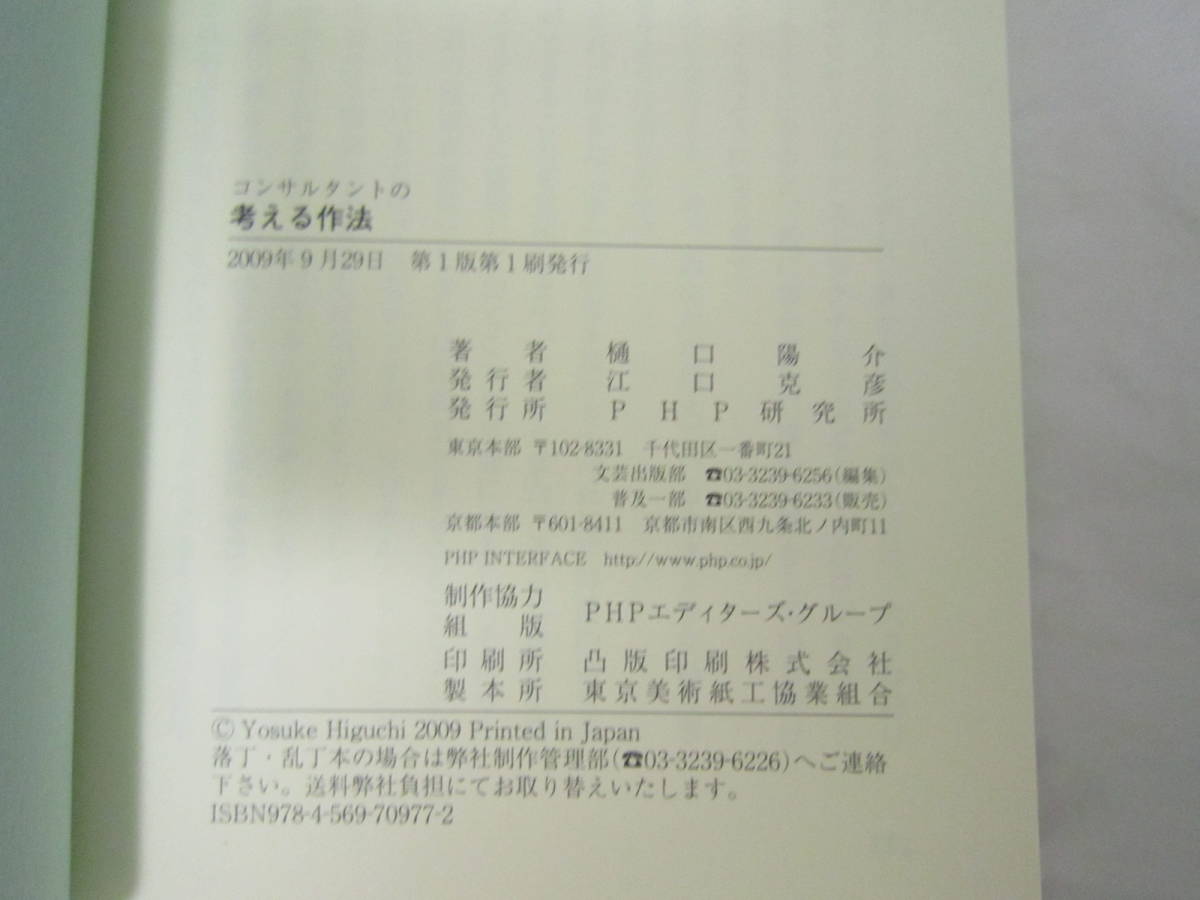 コンサルタントの
考える作法
2009年9月29日　第1版第1刷発行
著者　樋口陽介
発行者　江口克彦
発行所　PHP研究所
東京本部　〒102-8331　千代田区一番町21
文芸出版部　☎03-3239-6256(編集)
普及一部　☎03-3239-6233(販売)
京都本部　〒601-8411　京都市南区西九条北ノ内町11
PHP INTERFACE　http://www.php.co.jp/
制作協力
組版　PHPエディターズ・グループ
印刷所　凸版印刷株式会社
製本所　東京美術紙工協業組合
© Yosuke Higuchi 2009 Printed in Japan
落丁・乱丁本の場合は弊社制作管理部(☎03-3239-6226)へご連絡
下さい。送料弊社負担にてお取り替えいたします。
ISBN978-4-569-70977-2